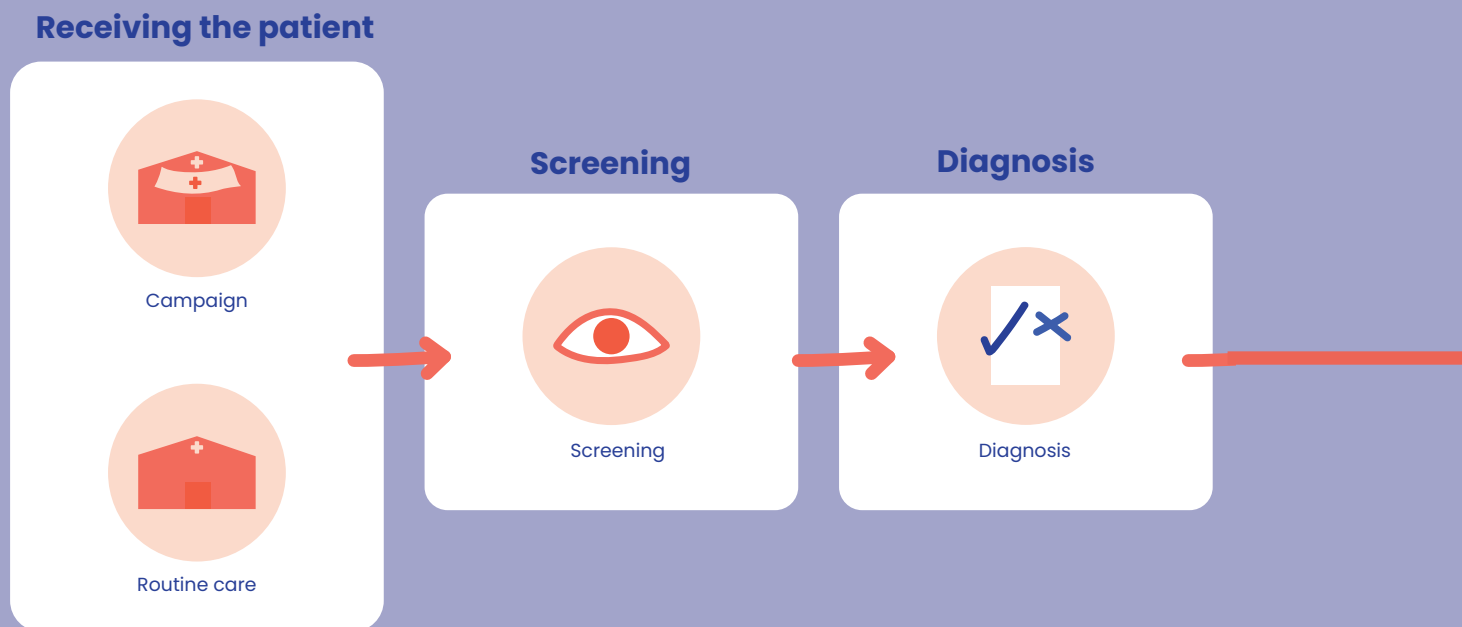 Receiving the patient
Campaign
Routine care
Screening
Screening
Diagnosis
Diagnosis